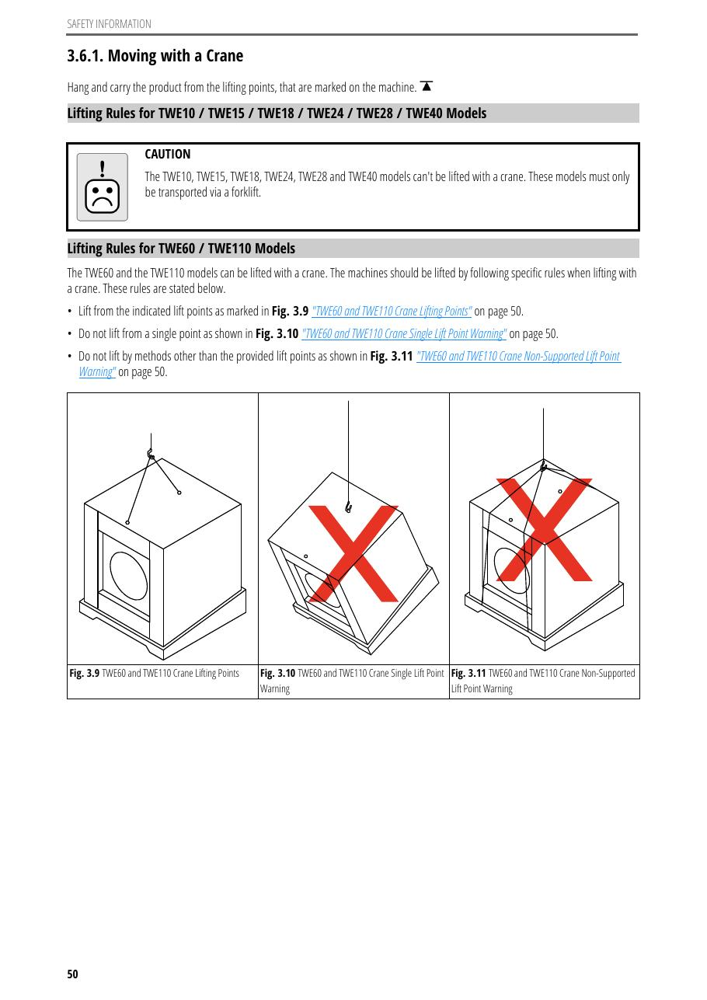 SAFETY INFORMATION
3.6.1. Moving with a Crane
Hang and carry the product from the lifting points, that are marked on the machine.
Lifting Rules for TWE10 / TWE15 / TWE18 / TWE24 / TWE28 / TWE40 Models
CAUTION
The TWE10, TWE15, TWE18, TWE24, TWE28 and TWE40 models can't be lifted with a crane. These models must only
be transported via a forklift.
Lifting Rules for TWE60 / TWE110 Models
The TWE60 and the TWE110 models can be lifted with a crane. The machines should be lifted by following specific rules when lifting with
a crane. These rules are stated below.
• Lift from the indicated lift points as marked in Fig. 3.9 "TWE60 and TWE110 Crane Lifting Points" on page 50.
• Do not lift from a single point as shown in Fig. 3.10 "TWE60 and TWE110 Crane Single Lift Point Warning" on page 50.
• Do not lift by methods other than the provided lift points as shown in Fig. 3.11 "TWE60 and TWE110 Crane Non-Supported Lift Point
Warning" on page 50.
Fig. 3.9 TWE60 and TWE110 Crane Lifting Points
Fig. 3.10 TWE60 and TWE110 Crane Single Lift Point
Warning
Fig. 3.11 TWE60 and TWE110 Crane Non-Supported
Lift Point Warning
50